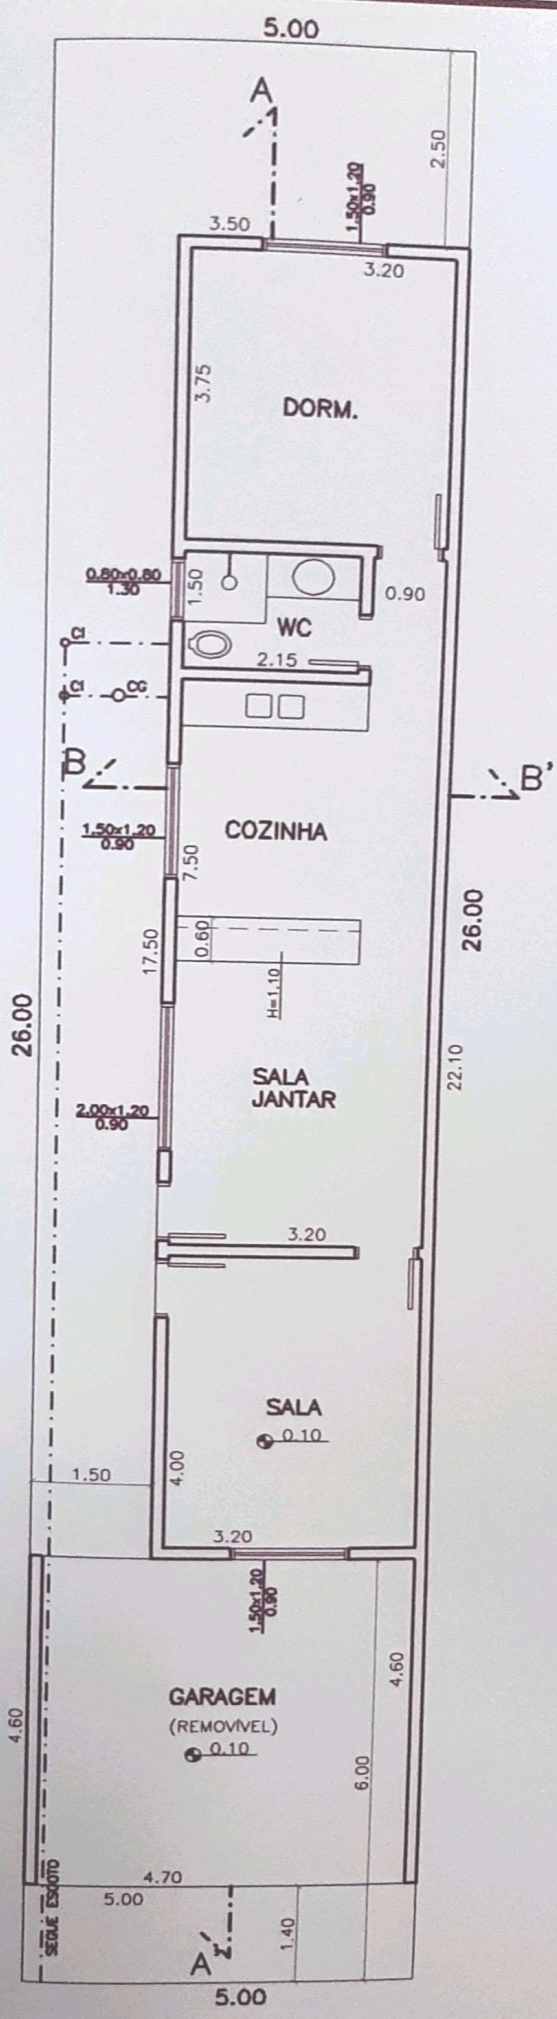 5.00
A
2.50
1.50x1.20
0.90
3.50
3.20
3.75
DORM.
0.80x0.80
1.30
1.50
0.90
WC
2.15
CI
CI
CG
B
B'
1.50x1.20
0.90
COZINHA
7.50
17.50
0.60
H=1.10
26.00
26.00
22.10
SALA
JANTAR
2.00x1.20
0.90
3.20
SALA
0.10
4.00
1.50
3.20
1.50x1.20
0.90
4.60
4.60
GARAGEM
(REMOVÍVEL)
0.10
6.00
SEGUE ESGOTO
4.70
5.00
1.40
A'
5.00